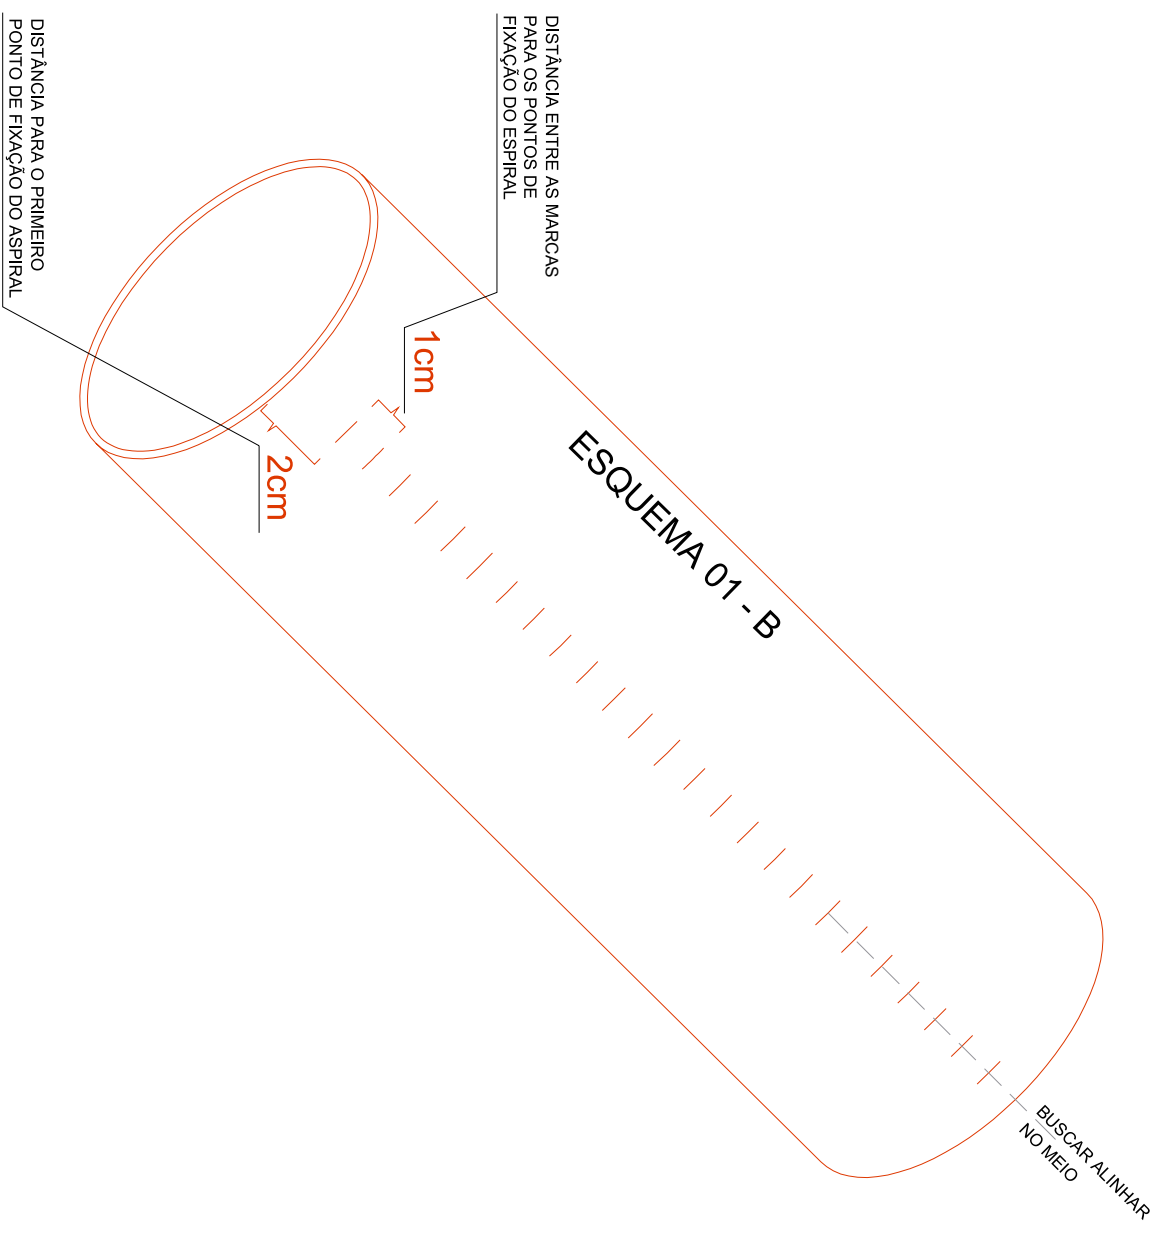 DISTÂNCIA ENTRE AS MARCAS
PARA OS PONTOS DE
FIXAÇÃO DO ESPIRAL
DISTÂNCIA PARA O PRIMEIRO
PONTO DE FIXAÇÃO DO ASPIRAL
1cm
2cm
ESQUEMA 01 - B
BUSCAR ALINHAR
NO MEIO